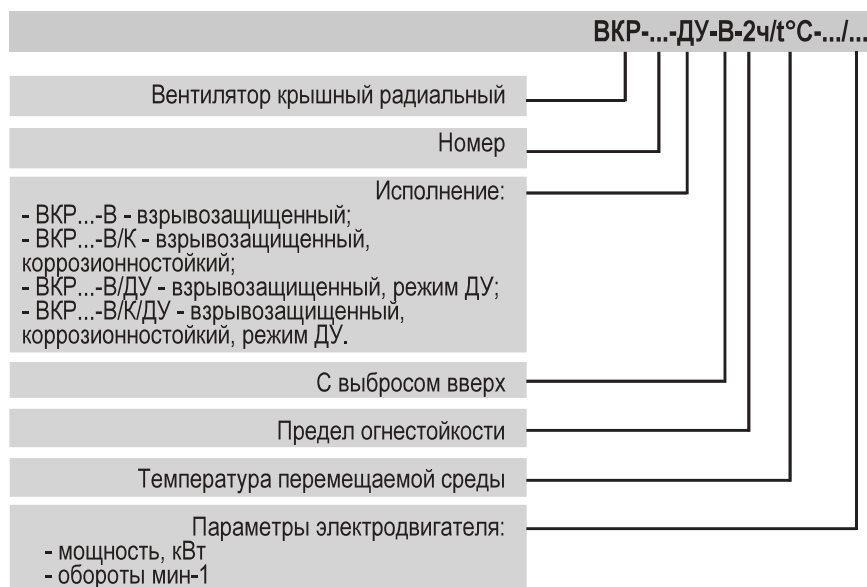 ВКР-...-ДУ-В-2ч/t°C-.../...
Вентилятор крышный радиальный
Номер
Исполнение:
- ВКР...-В - взрывозащищенный;
- ВКР...-В/К - взрывозащищенный,
коррозионностойкий;
- ВКР...-В/ДУ - взрывозащищенный, режим ДУ;
- ВКР...-В/К/ДУ - взрывозащищенный,
коррозионностойкий, режим ДУ.
С выбросом вверх
Предел огнестойкости
Температура перемещаемой среды
Параметры электродвигателя:
- мощность, кВт
- обороты мин-1